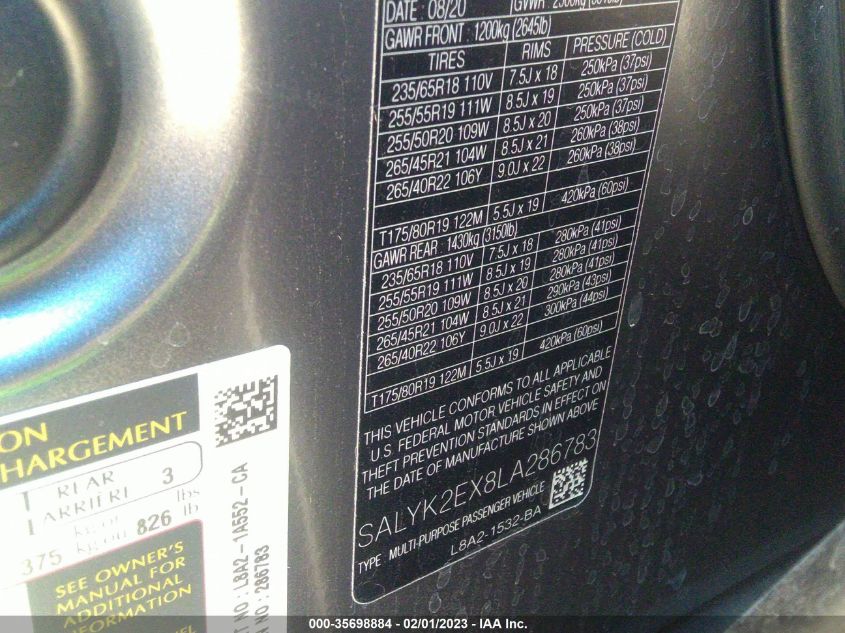 DATE : 08/20
GAWR FRONT : 1200kg (2645lb)
TIRES RIMS PRESSURE (COLD)
235/65R18 110V 7.5J x 18 250kPa (37psi)
255/55R19 111W 8.5J x 19 250kPa (37psi)
255/50R20 109W 8.5J x 20 250kPa (37psi)
265/45R21 104W 8.5J x 21 260kPa (38psi)
265/40R22 106Y 9.0J x 22 260kPa (38psi)
T175/80R19 122M 5.5J x 19 420kPa (60psi)
GAWR REAR : 1430kg (3150lb)
235/65R18 110V 7.5J x 18 280kPa (41psi)
255/55R19 111W 8.5J x 19 280kPa (41psi)
255/50R20 109W 8.5J x 20 280kPa (41psi)
265/45R21 104W 8.5J x 21 290kPa (43psi)
265/40R22 106Y 9.0J x 22 300kPa (44psi)
T175/80R19 122M 5.5J x 19 420kPa (60psi)
THIS VEHICLE CONFORMS TO ALL APPLICABLE
U.S. FEDERAL MOTOR VEHICLE SAFETY AND
THEFT PREVENTION STANDARDS IN EFFECT ON
THE DATE OF MANUFACTURE SHOWN ABOVE
SALYK2EX8LA286783
TYPE MULTI-PURPOSE PASSENGER VEHICLE
L8A2-1532-BA
ON
HARGEMENT
REAR
ARRIÈRE 3
375 kg ou 826 lb
SEE OWNER'S
MANUAL FOR
ADDITIONAL
INFORMATION
RT NO : L8A2-1A552-CA
NO : 286783
000-35698884 - 02/01/2023 - IAA Inc.